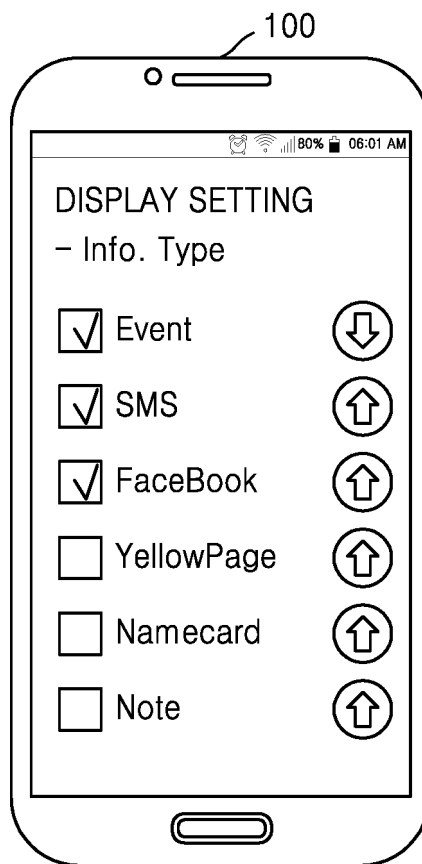 100
80% 06:01 AM
DISPLAY SETTING
– Info. Type
Event
SMS
FaceBook
YellowPage
Namecard
Note